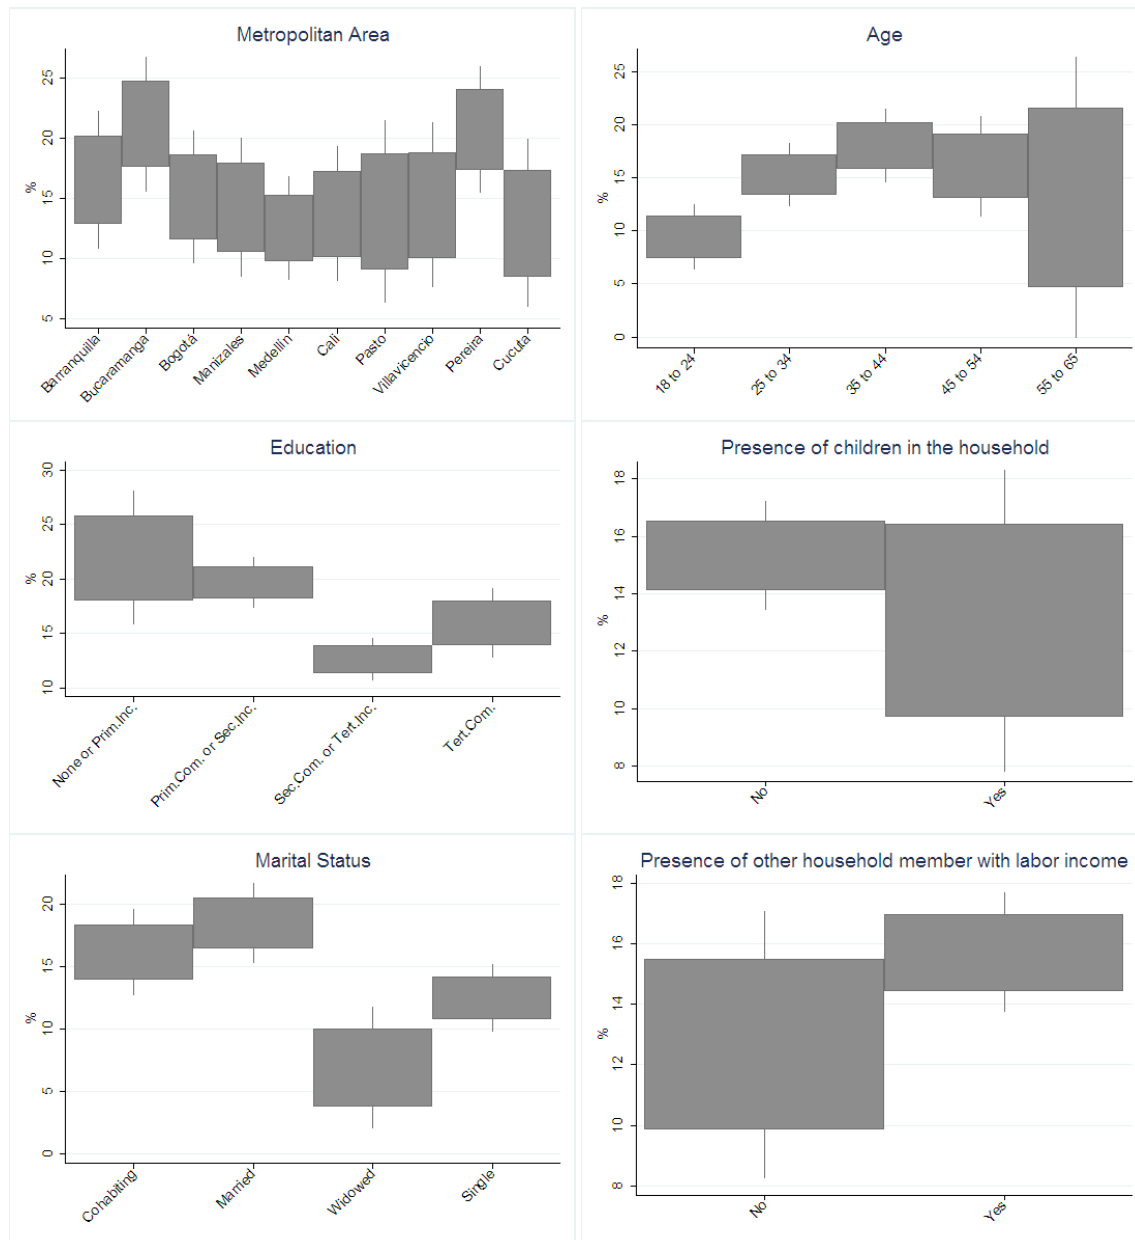 Metropolitan Area
25
20
15
10
5
%
Barranquilla
Bucaramanga
Bogotá
Manizales
Medellín
Cali
Pasto
Villavicencio
Pereira
Cucuta
Age
25
20
15
10
5
0
%
18 to 24
25 to 34
35 to 44
45 to 54
55 to 65
Education
30
25
20
15
10
%
None or Prim.Inc.
Prim.Com. or Sec.Inc.
Sec.Com. or Tert.Inc.
Tert.Com.
Presence of children in the household
18
16
14
12
10
8
%
No
Yes
Marital Status
20
15
10
5
0
%
Cohabiting
Married
Widowed
Single
Presence of other household member with labor income
18
16
14
12
10
8
%
No
Yes